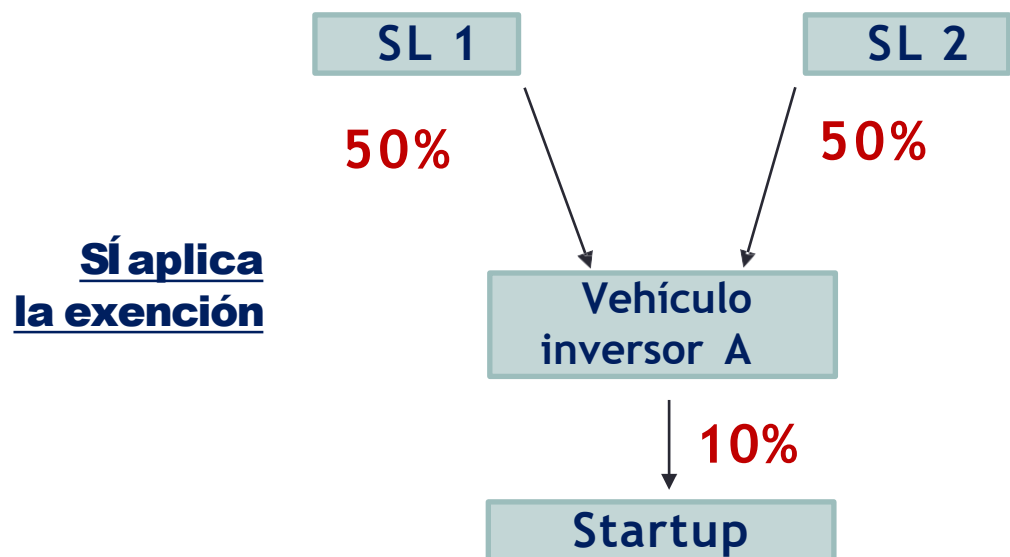 SL 1
SL 2
50%
50%
SÍ aplica
la exención
Vehículo
inversor A
10%
Startup